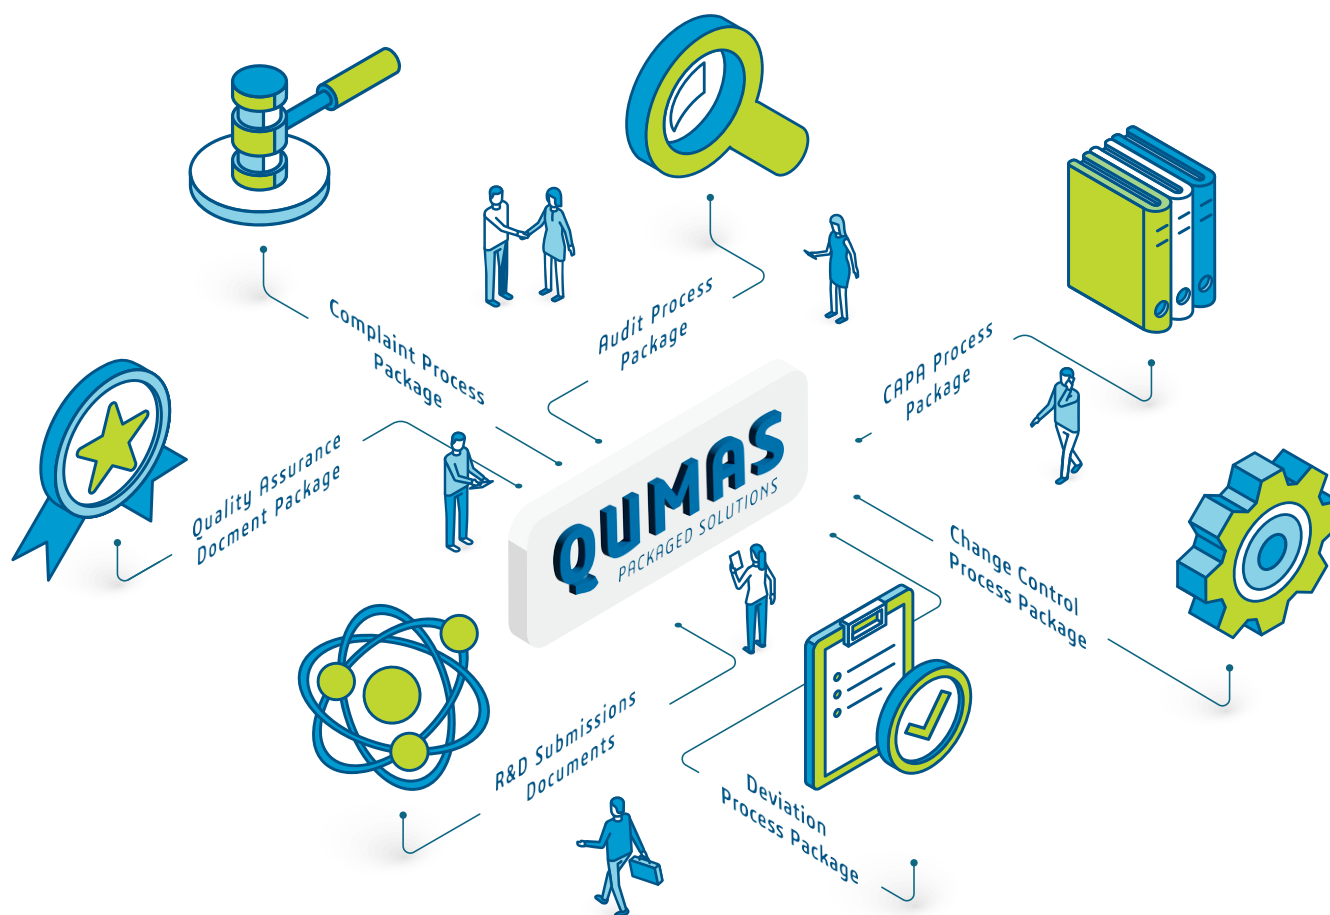 Audit Process
Package
Complaint Process
Package
CAPA Process
Package
Quality Assurance
Docment Package
QUMAS
PACKAGED SOLUTIONS
Change Control
Process Package
R&D Submissions
Documents
Deviation
Process Package